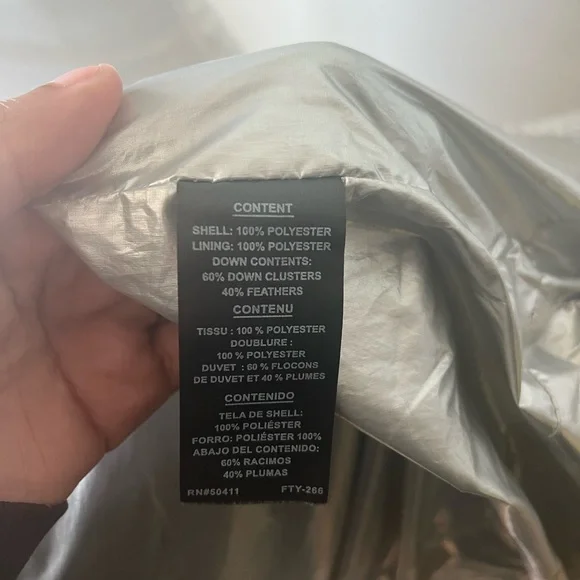 CONTENT
SHELL: 100% POLYESTER
LINING: 100% POLYESTER
DOWN CONTENTS:
60% DOWN CLUSTERS
40% FEATHERS
CONTENU
TISSU : 100 % POLYESTER
DOUBLURE :
100 % POLYESTER
DUVET : 60 % FLOCONS
DE DUVET ET 40 % PLUMES
CONTENIDO
TELA DE SHELL:
100% POLIÉSTER
FORRO: POLIÉSTER 100%
ABAJO DEL CONTENIDO:
60% RACIMOS
40% PLUMAS
RN#50411 FTY-266